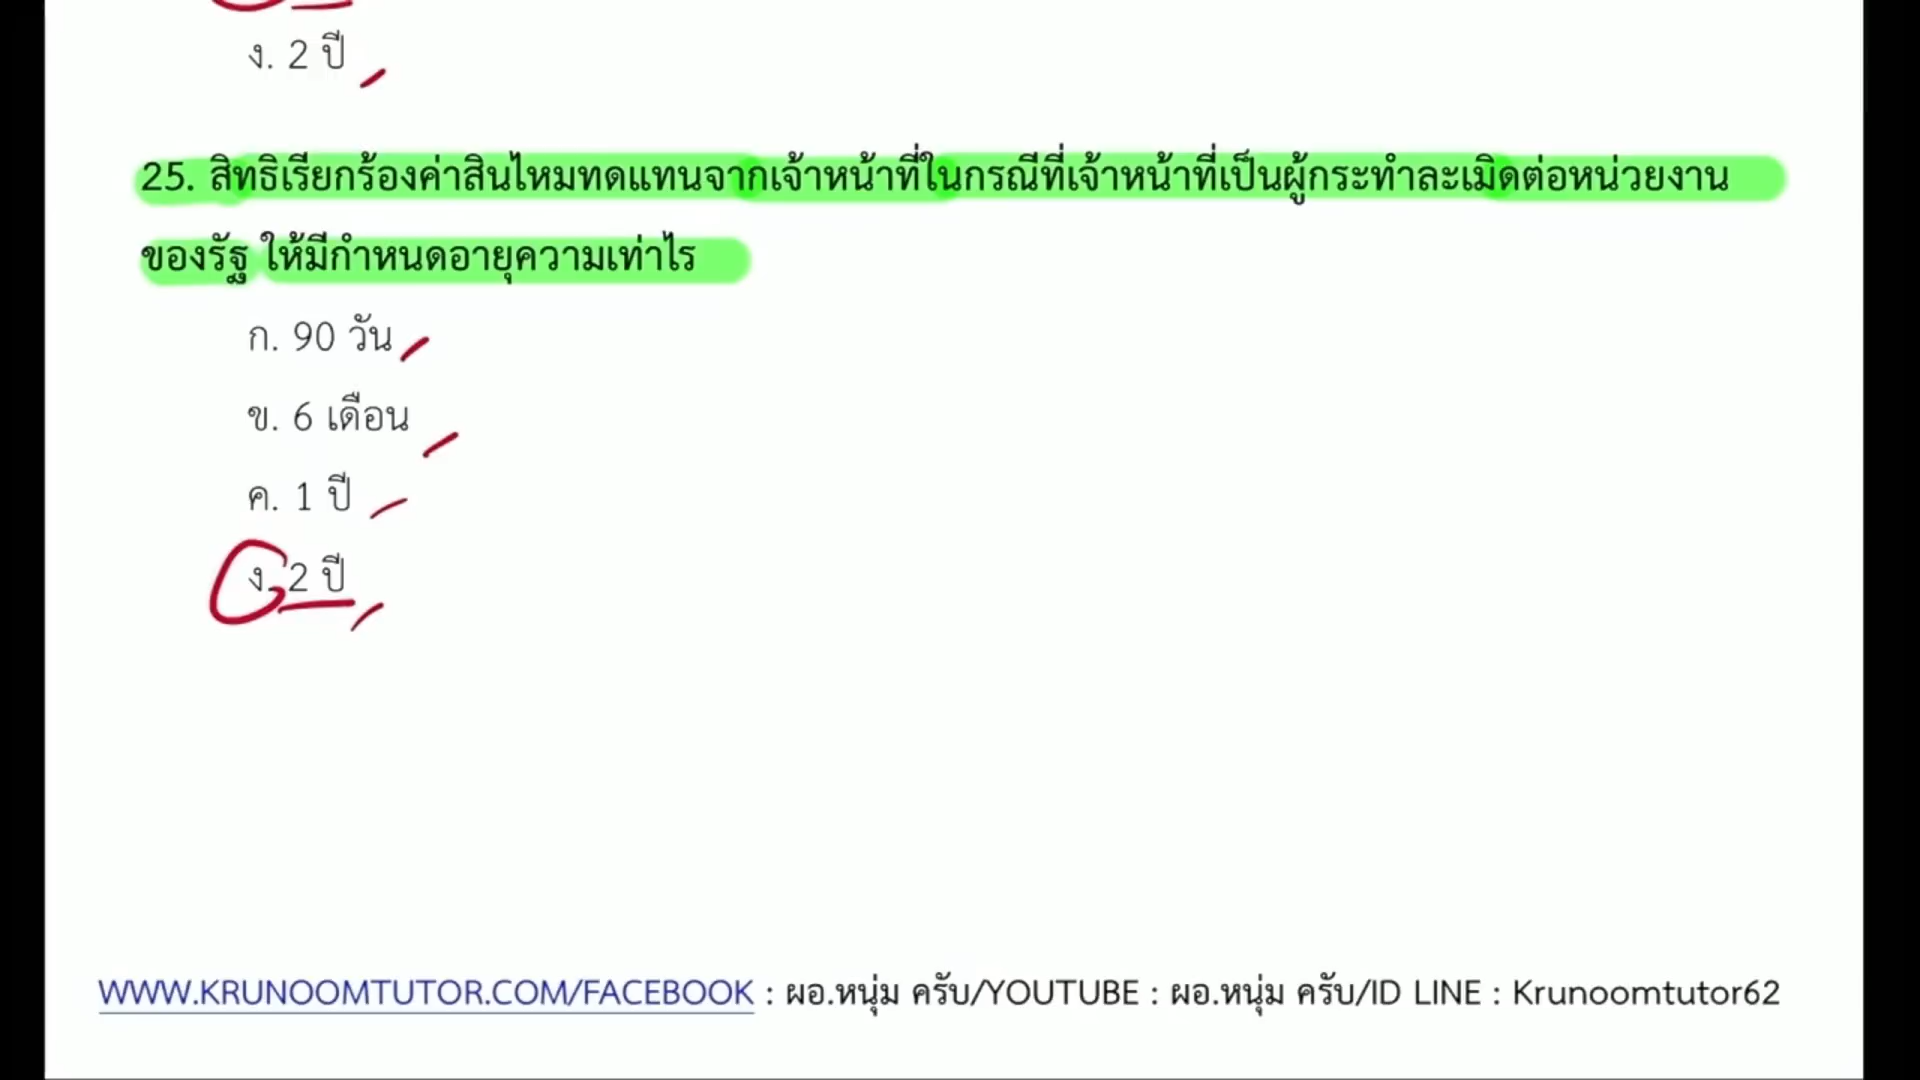 ง. 2 ปี
25. สิทธิเรียกร้องค่าสินไหมทดแทนจากเจ้าหน้าที่ในกรณีที่เจ้าหน้าที่เป็นผู้กระทำละเมิดต่อหน่วยงาน
ของรัฐ ให้มีกำหนดอายุความเท่าไร
ก. 90 วัน
ข. 6 เดือน
ค. 1 ปี
ง. 2 ปี
WWW.KRUNOOMTUTOR.COM/FACEBOOK : ผอ.หนุ่ม ครับ/YOUTUBE : ผอ.หนุ่ม ครับ/ID LINE : Krunoomtutor62